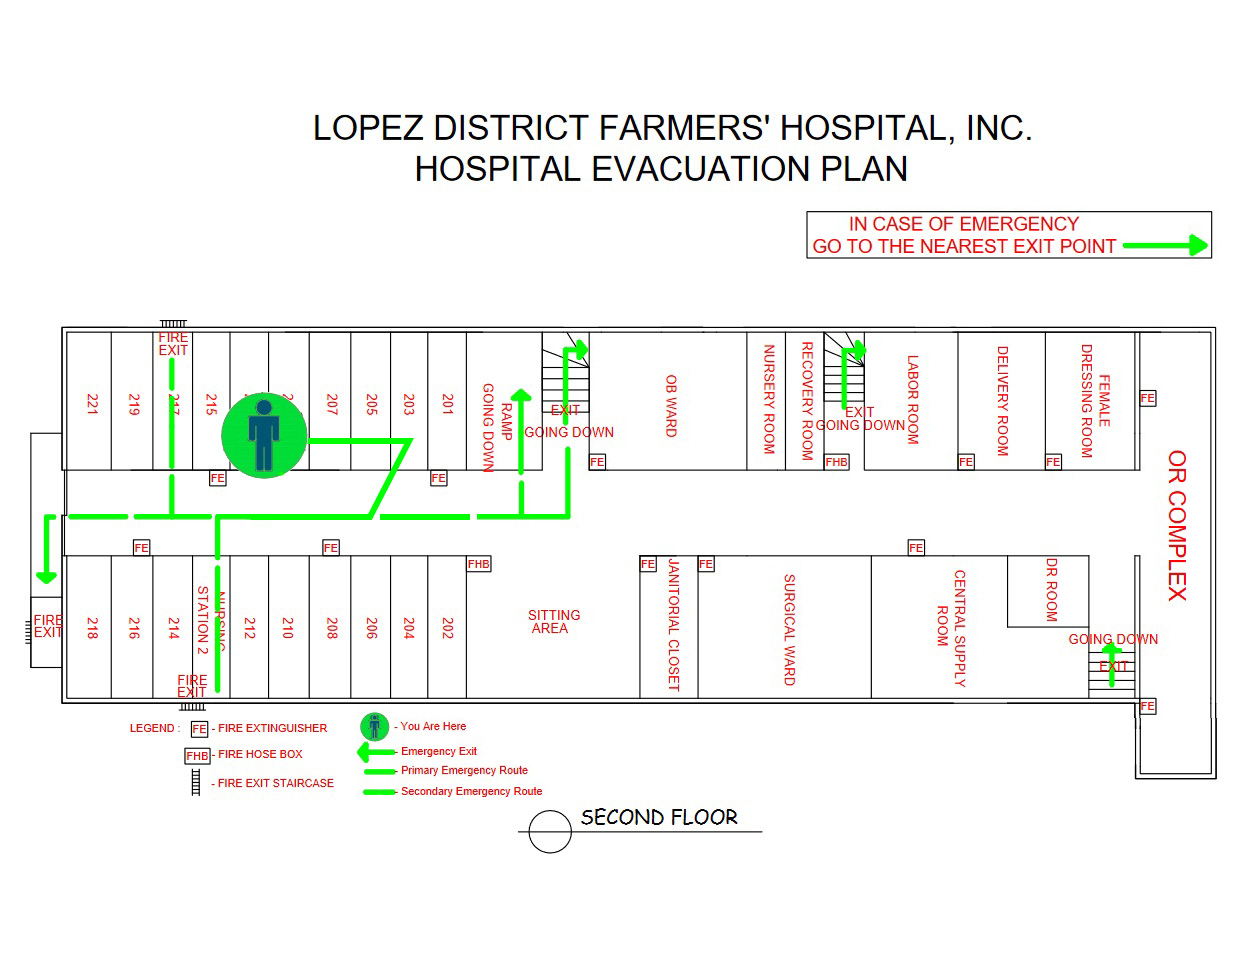 LOPEZ DISTRICT FARMERS' HOSPITAL, INC.
HOSPITAL EVACUATION PLAN
IN CASE OF EMERGENCY
GO TO THE NEAREST EXIT POINT
FIRE
EXIT
221
219
217
215
207
205
203
201
RAMP
GOING DOWN
EXIT
GOING DOWN
OB WARD
NURSERY ROOM
RECOVERY ROOM
EXIT
GOING DOWN
LABOR ROOM
DELIVERY ROOM
FEMALE
DRESSING ROOM
FE
FE
FE
FE
FHB
FE
FE
OR COMPLEX
FE
FE
FHB
FE
FE
FE
FIRE
EXIT
218
216
214
NURSING
STATION 2
FIRE
EXIT
212
210
208
206
204
202
SITTING
AREA
JANITORIAL CLOSET
SURGICAL WARD
CENTRAL SUPPLY
ROOM
DR ROOM
GOING DOWN
EXIT
FE
LEGEND :
FE - FIRE EXTINGUISHER
FHB - FIRE HOSE BOX
- FIRE EXIT STAIRCASE
- You Are Here
- Emergency Exit
- Primary Emergency Route
- Secondary Emergency Route
SECOND FLOOR